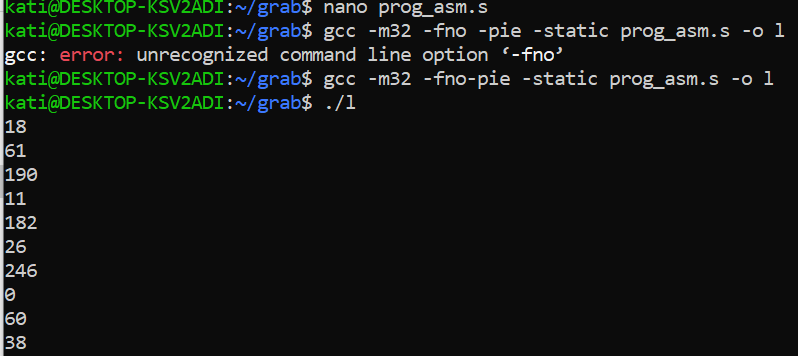 kati@DESKTOP-KSV2ADI:~/grab$ nano prog_asm.s
kati@DESKTOP-KSV2ADI:~/grab$ gcc -m32 -fno -pie -static prog_asm.s -o l
gcc: error: unrecognized command line option ‘-fno’
kati@DESKTOP-KSV2ADI:~/grab$ gcc -m32 -fno-pie -static prog_asm.s -o l
kati@DESKTOP-KSV2ADI:~/grab$ ./l
18
61
190
11
182
26
246
0
60
38